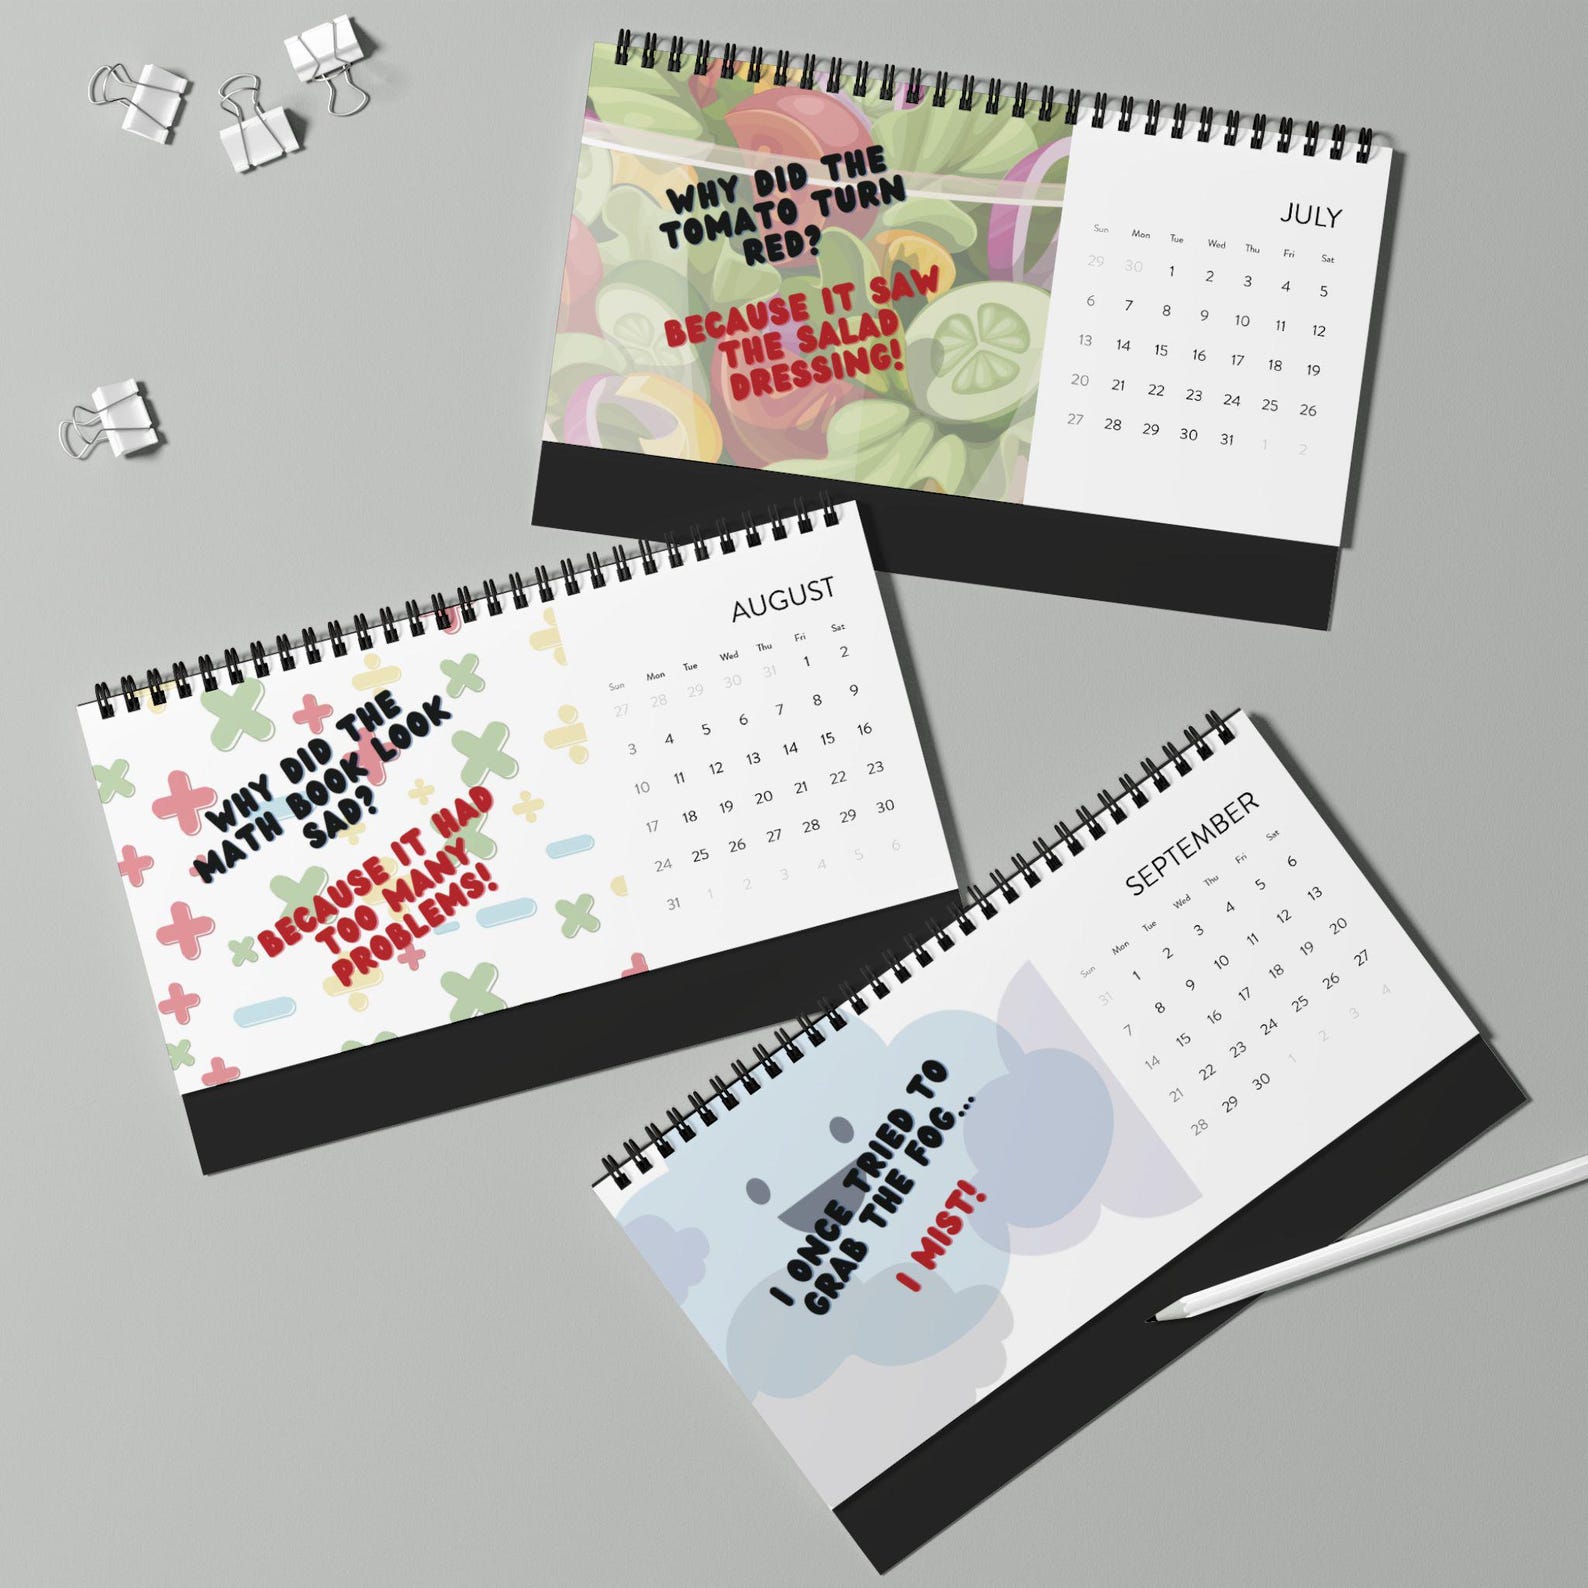 WHY DID THE
TOMATO TURN
RED?
BECAUSE IT SAW
THE SALAD
DRESSING!
JULY
Sun Mon Tue Wed Thu Fri Sat
29 30 1 2 3 4 5
6 7 8 9 10 11 12
13 14 15 16 17 18 19
20 21 22 23 24 25 26
27 28 29 30 31 1 2
WHY DID THE
MATH BOOK LOOK
SAD?
BECAUSE IT HAD
TOO MANY
PROBLEMS!
AUGUST
Sun Mon Tue Wed Thu Fri Sat
27 28 29 30 31 1 2
3 4 5 6 7 8 9
10 11 12 13 14 15 16
17 18 19 20 21 22 23
24 25 26 27 28 29 30
31 1 2 3 4 5 6
I ONCE TRIED TO
GRAB THE FOG...
I MIST!
SEPTEMBER
Sun Mon Tue Wed Thu Fri Sat
31 1 2 3 4 5 6
7 8 9 10 11 12 13
14 15 16 17 18 19 20
21 22 23 24 25 26 27
28 29 30 1 2 3 4